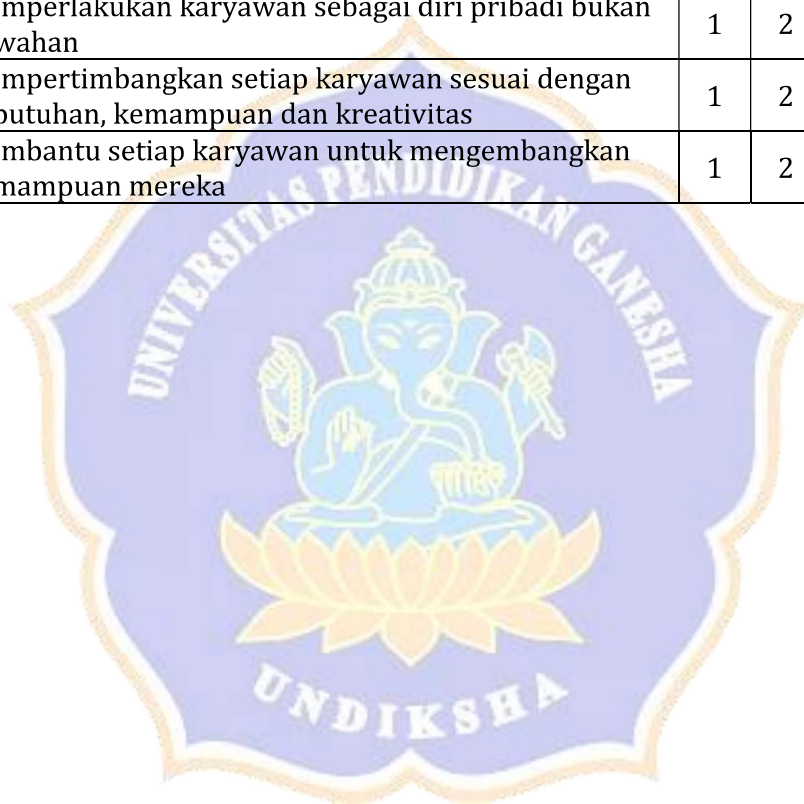 mperlakukan karyawan sebagai diri pribadi bukan
wahan
1 2
mpertimbangkan setiap karyawan sesuai dengan
butuhan, kemampuan dan kreativitas
1 2
mbantu setiap karyawan untuk mengembangkan
mampuan mereka
1 2
UNIVERSITAS PENDIDIKAN GANESHA
UNDIKSHA